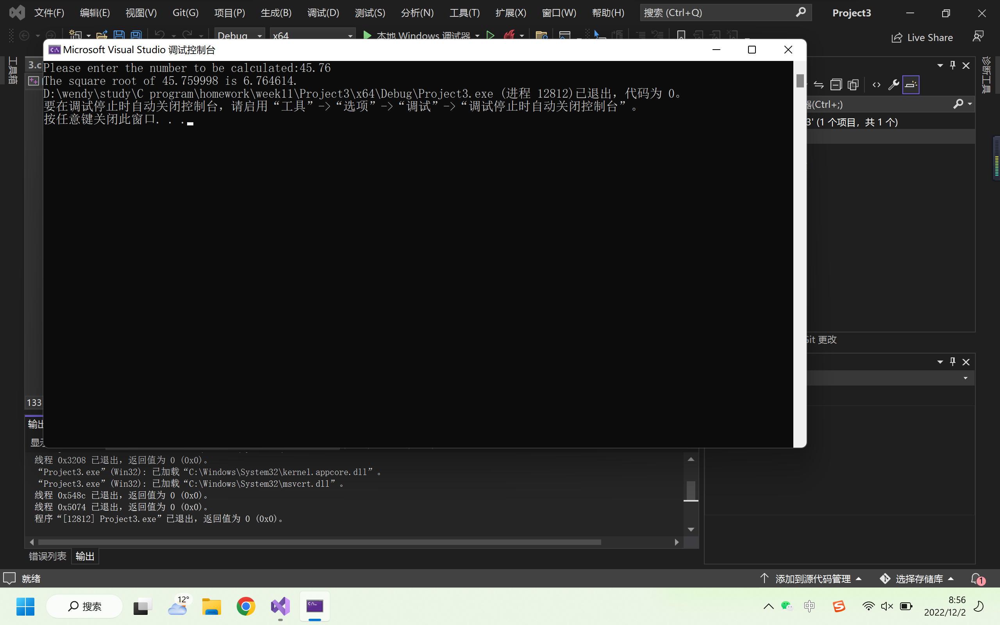 文件(F) 编辑(E) 视图(V) Git(G) 项目(P) 生成(B) 调试(D) 测试(S) 分析(N) 工具(T) 扩展(X) 窗口(W) 帮助(H) 搜索 (Ctrl+Q) Project3
Debug x64 本地 Windows 调试器 Live Share
Microsoft Visual Studio 调试控制台
工具箱
3.c
诊断工具
Please enter the number to be calculated:45.76
The square root of 45.759998 is 6.764614.
D:\wendy\study\C program\homework\week11\Project3\x64\Debug\Project3.exe (进程 12812)已退出，代码为 0。
要在调试停止时自动关闭控制台，请启用“工具”->“选项”->“调试”->“调试停止时自动关闭控制台”。
按任意键关闭此窗口. . .
器(Ctrl+;)
3' (1 个项目，共 1 个)
Git 更改
133
输出
显示
线程 0x3208 已退出，返回值为 0 (0x0)。
“Project3.exe”(Win32): 已加载“C:\Windows\System32\kernel.appcore.dll”。
“Project3.exe”(Win32): 已加载“C:\Windows\System32\msvcrt.dll”。
线程 0x548c 已退出，返回值为 0 (0x0)。
线程 0x5074 已退出，返回值为 0 (0x0)。
程序“[12812] Project3.exe”已退出，返回值为 0 (0x0)。
错误列表 输出
就绪 添加到源代码管理 选择存储库 1
搜索 12° C:\_ 中 8:56
2022/12/2